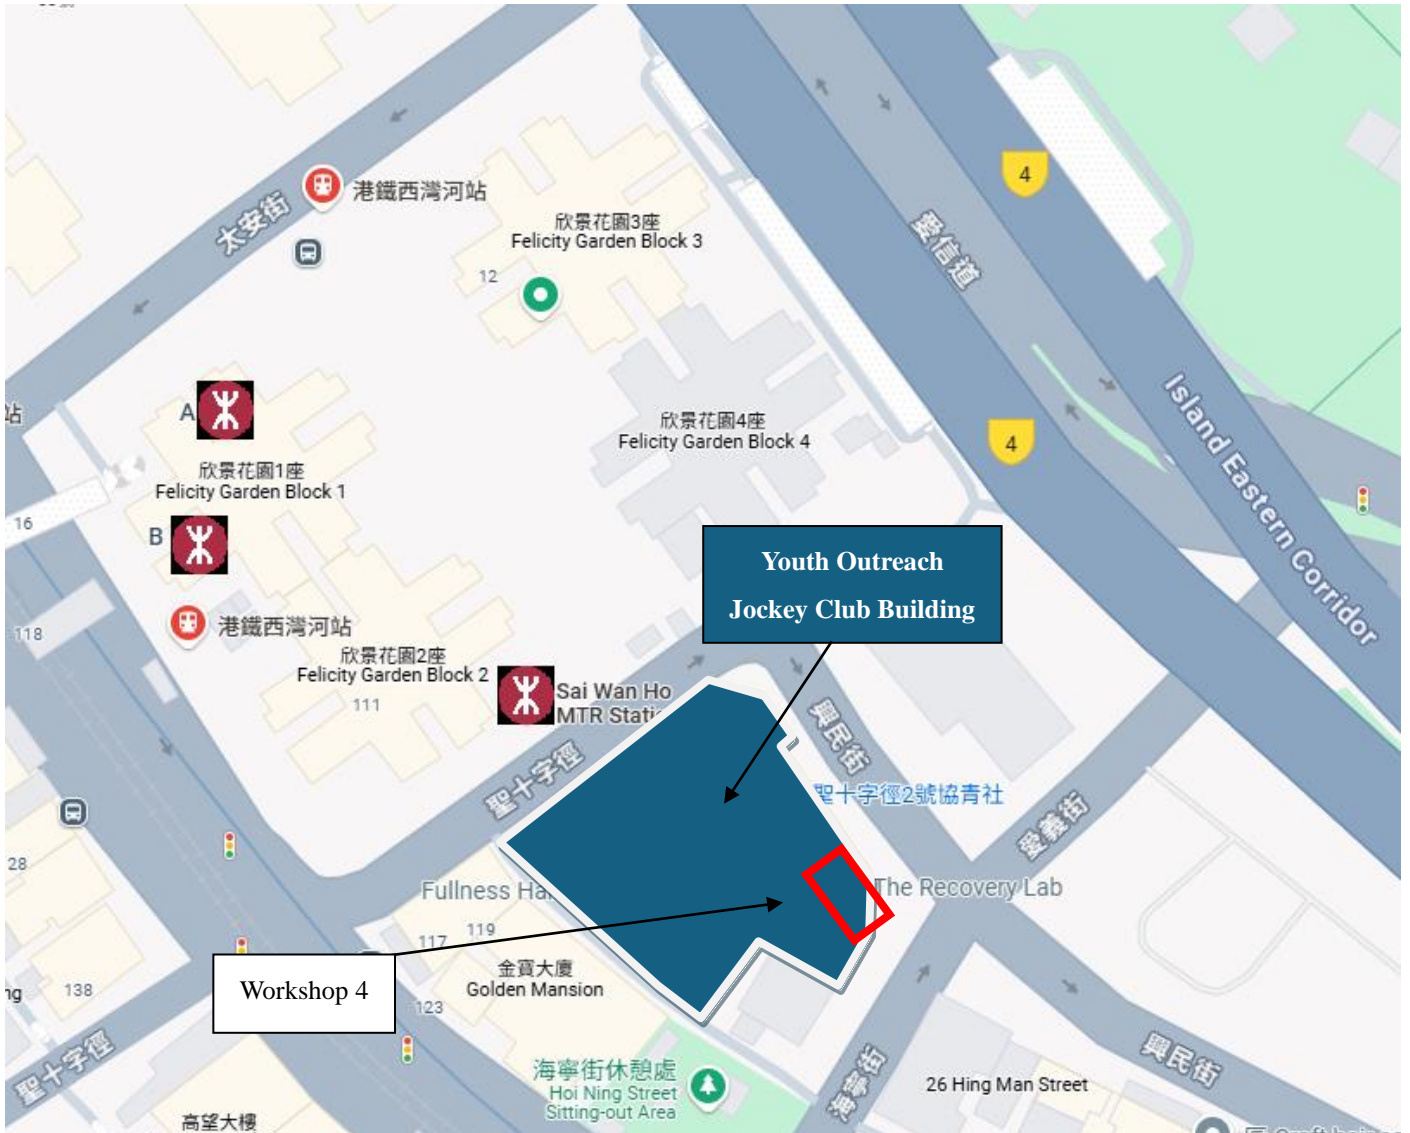 港鐵西灣河站
太安街
欣景花園3座
Felicity Garden Block 3
12
4
愛信道
站
A
欣景花園1座
Felicity Garden Block 1
欣景花園4座
Felicity Garden Block 4
4
Island Eastern Corridor
16
B
118
港鐵西灣河站
欣景花園2座
Felicity Garden Block 2
111
Sai Wan Ho
MTR Stati
Youth Outreach
Jockey Club Building
聖十字徑
興民街
聖十字徑2號協青社
愛義街
28
Fullness Ha
The Recovery Lab
117
119
金寶大廈
Golden Mansion
Workshop 4
ng
138
123
聖十字徑
海寧街休憩處
Hoi Ning Street
Sitting-out Area
海寧街
26 Hing Man Street
興民街
高望大樓